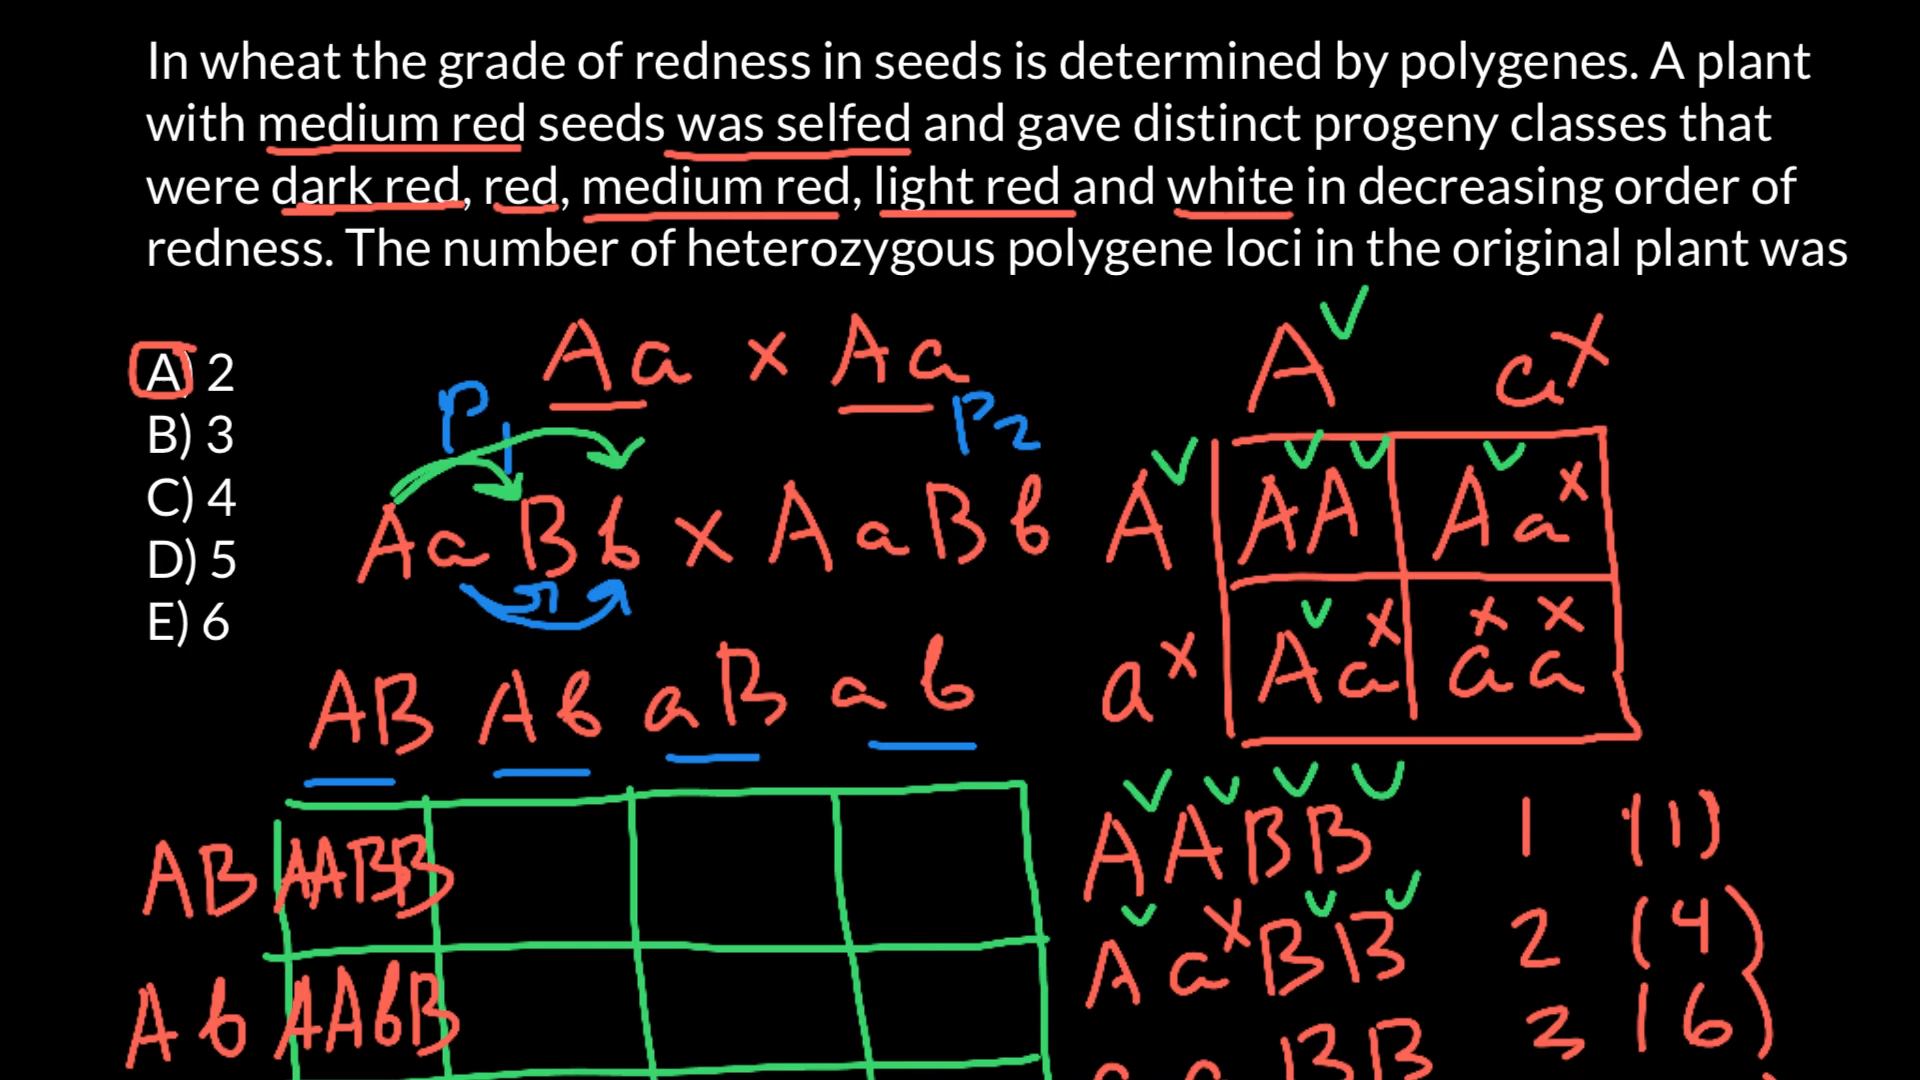 In wheat the grade of redness in seeds is determined by polygenes. A plant
with medium red seeds was selfed and gave distinct progeny classes that
were dark red, red, medium red, light red and white in decreasing order of
redness. The number of heterozygous polygene loci in the original plant was
A) 2
B) 3
C) 4
D) 5
E) 6
Aa x Aa
P1 P2
AaBb x AaBb
AB Ab aB ab
AB AABB
Ab AAbB
A a
A AA Aa
a Aa aa
AABB 1 (1)
AaBB 2 (4)
aaBB 3 (6)